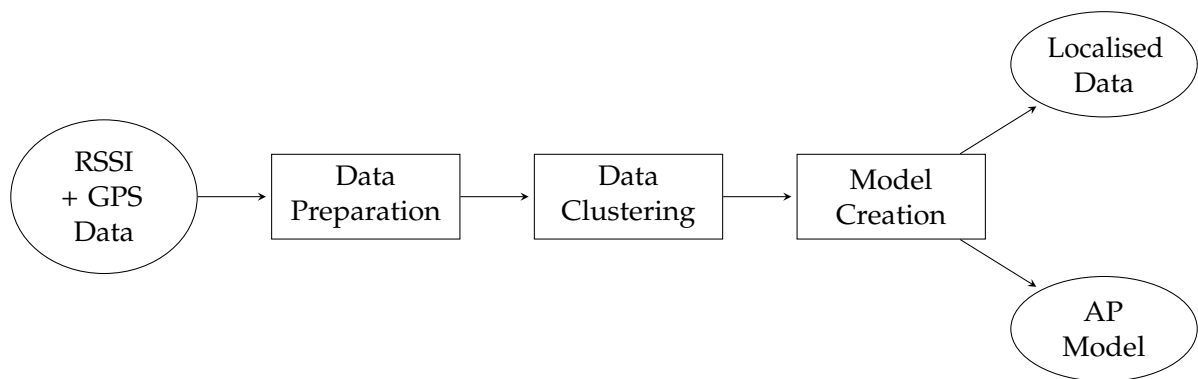 RSSI
+ GPS
Data
Data
Preparation
Data
Clustering
Model
Creation
Localised
Data
AP
Model